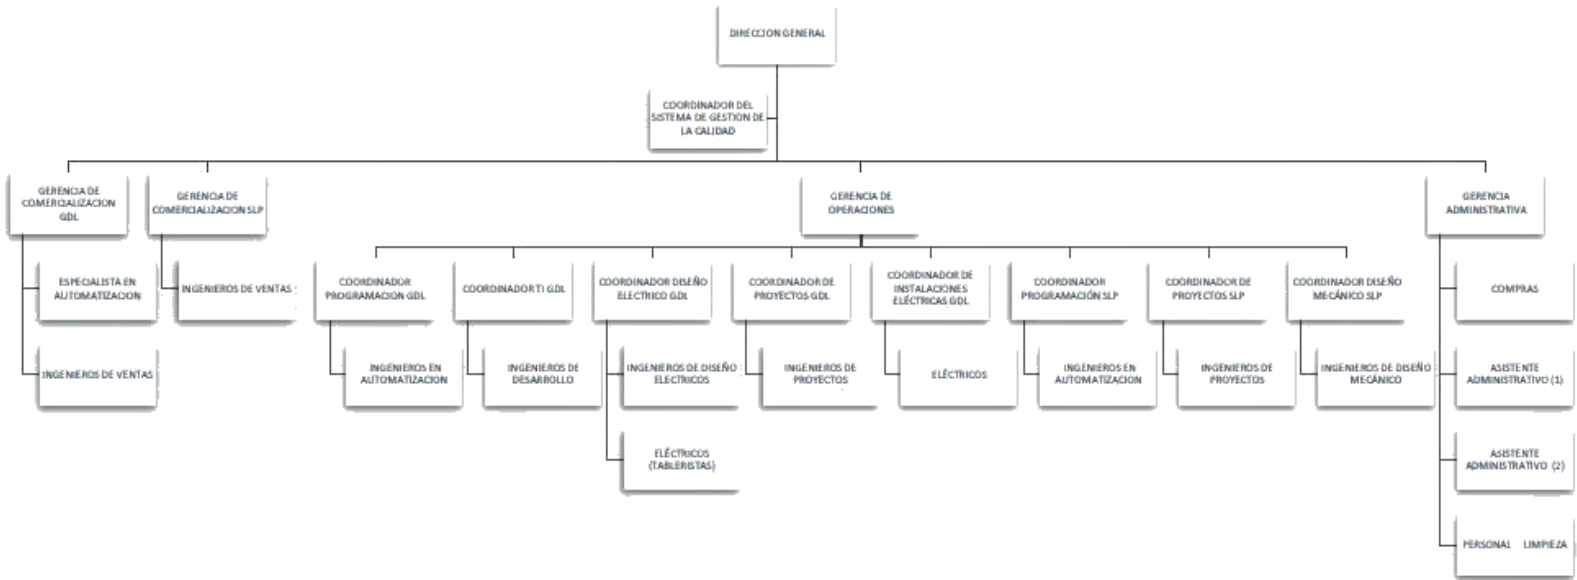 DIRECCION GENERAL
COORDINADOR DEL
SISTEMA DE GESTION DE
LA CALIDAD
GERENCIA DE
COMERCIALIZACION
GDL
GERENCIA DE
COMERCIALIZACION SLP
GERENCIA DE
OPERACIONES
GERENCIA
ADMINISTRATIVA
ESPECIALISTA EN
AUTOMATIZACION
INGENIEROS DE VENTAS
INGENIEROS DE VENTAS
COORDINADOR
PROGRAMACION GDL
INGENIEROS EN
AUTOMATIZACION
COORDINADOR TI GDL
INGENIEROS DE
DESARROLLO
COORDINADOR DISEÑO
ELECTRICO GDL
INGENIEROS DE DISEÑO
ELECTRICOS
ELÉCTRICOS
(TABLERISTAS)
COORDINADOR DE
PROYECTOS GDL
INGENIEROS DE
PROYECTOS
COORDINADOR DE
INSTALACIONES
ELÉCTRICAS GDL
ELÉCTRICOS
COORDINADOR
PROGRAMACIÓN SLP
INGENIEROS EN
AUTOMATIZACION
COORDINADOR DE
PROYECTOS SLP
INGENIEROS DE
PROYECTOS
COORDINADOR DISEÑO
MECÁNICO SLP
INGENIEROS DE DISEÑO
MECÁNICO
COMPRAS
ASISTENTE
ADMINISTRATIVO (1)
ASISTENTE
ADMINISTRATIVO (2)
PERSONAL LIMPIEZA